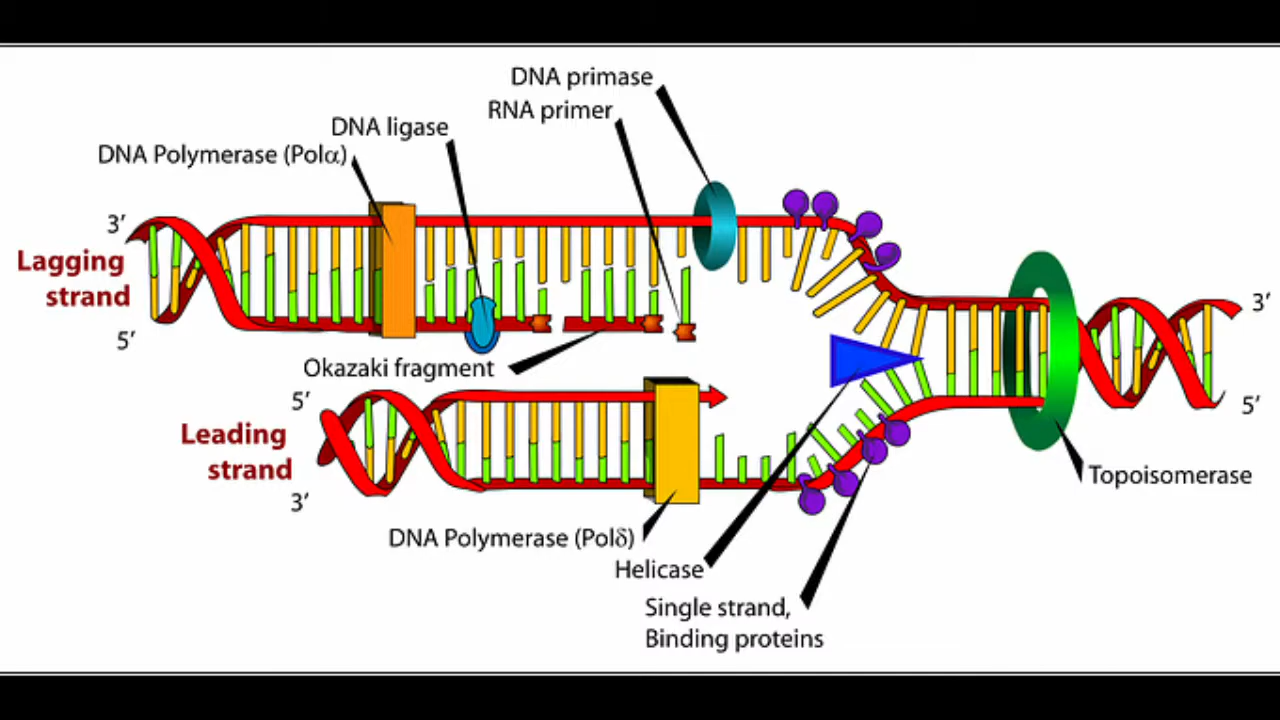 DNA primase
RNA primer
DNA ligase
DNA Polymerase (Polα)
3’
Lagging
strand
5’
Okazaki fragment
3’
5’
5’
Leading
strand
3’
Topoisomerase
DNA Polymerase (Polδ)
Helicase
Single strand,
Binding proteins